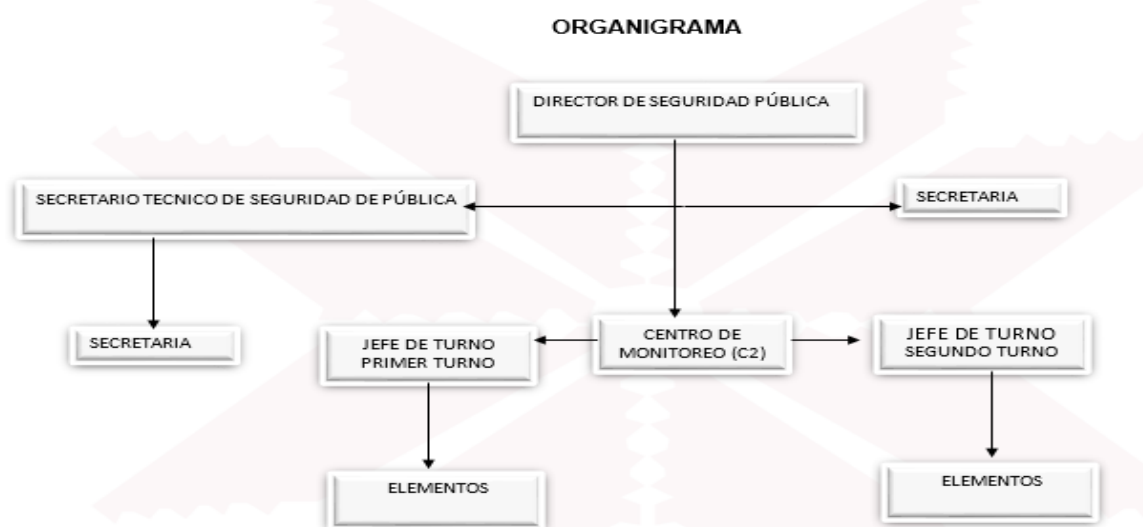 ORGANIGRAMA
DIRECTOR DE SEGURIDAD PÚBLICA
SECRETARIO TECNICO DE SEGURIDAD DE PÚBLICA
SECRETARIA
SECRETARIA
JEFE DE TURNO
PRIMER TURNO
CENTRO DE
MONITOREO (C2)
JEFE DE TURNO
SEGUNDO TURNO
ELEMENTOS
ELEMENTOS